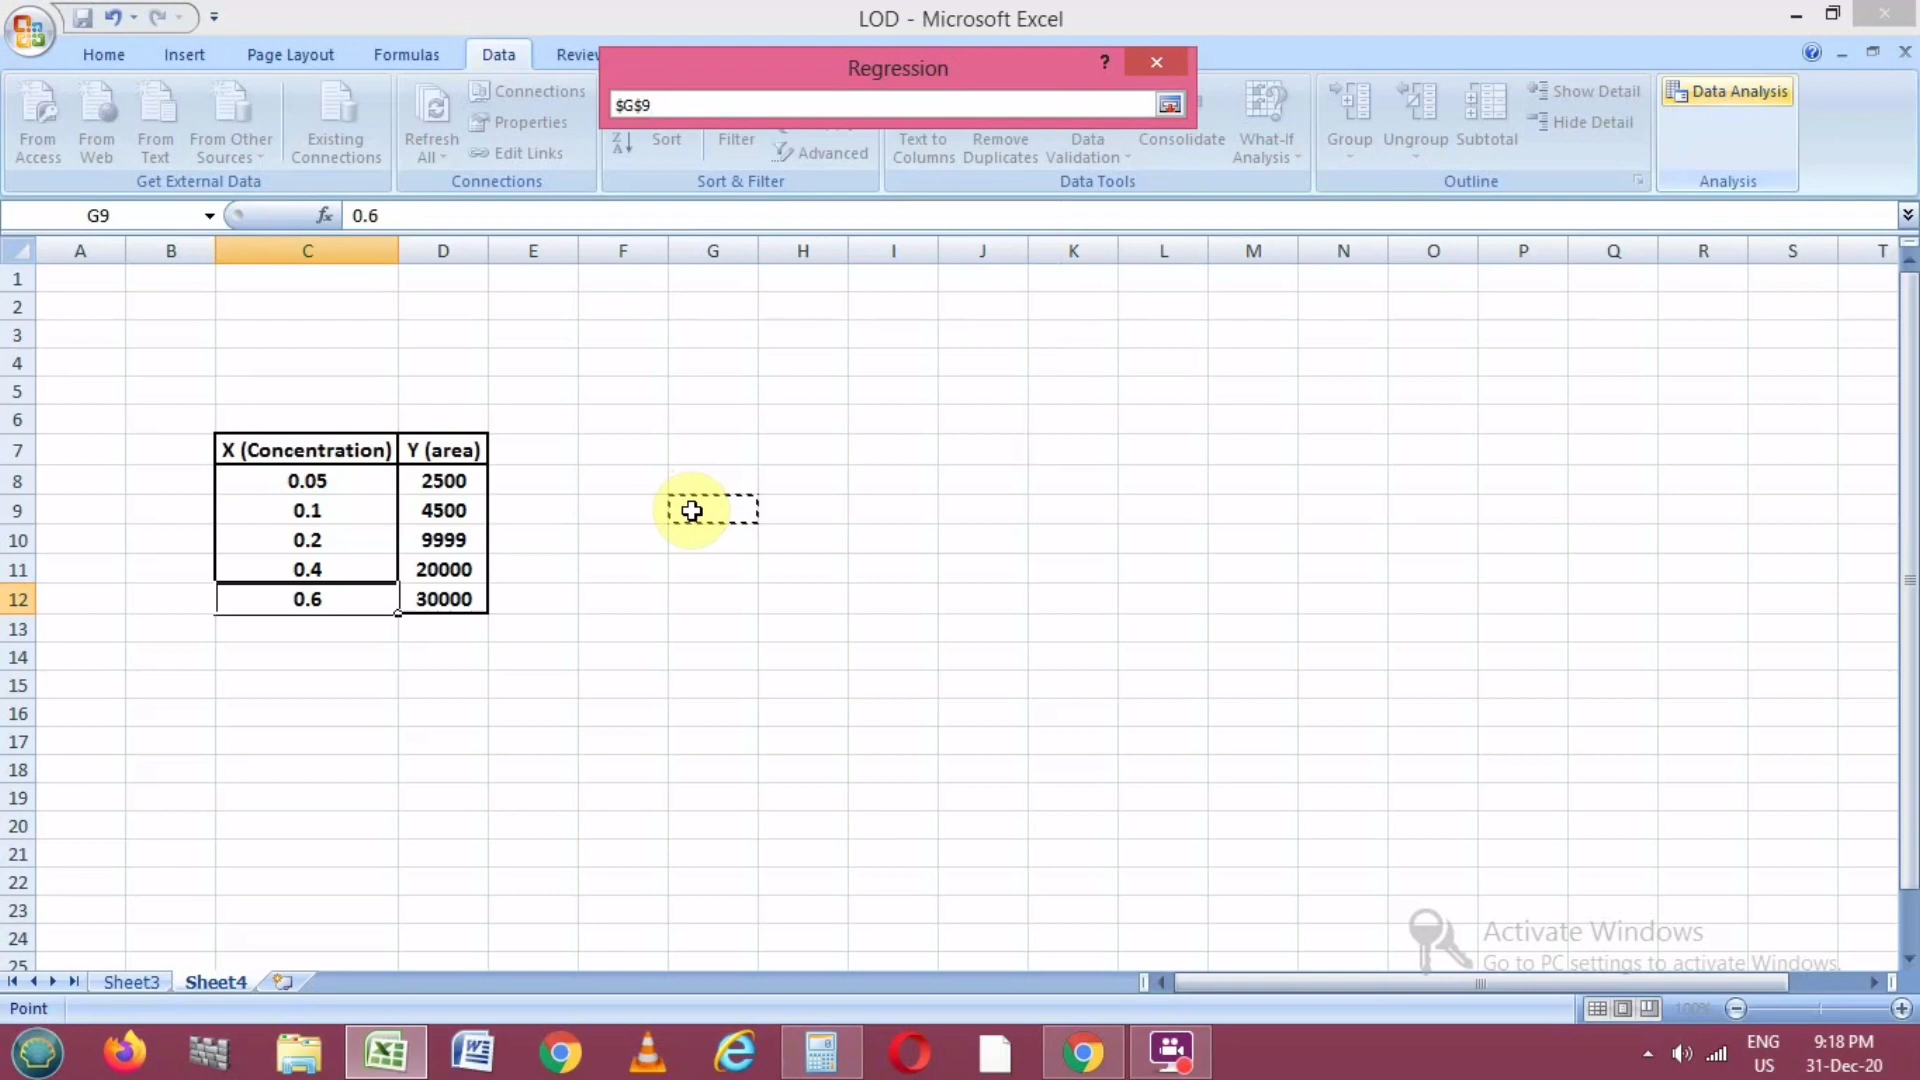 LOD - Microsoft Excel
Home Insert Page Layout Formulas Data Review
Regression
?
$G$9
From Access
From Web
From Text
From Other Sources
Existing Connections
Get External Data
Refresh All
Connections
Properties
Edit Links
Connections
Sort
Filter
Advanced
Sort & Filter
Text to Columns
Remove Duplicates
Data Validation
Consolidate
What-If Analysis
Data Tools
Group
Ungroup
Subtotal
Show Detail
Hide Detail
Outline
Data Analysis
Analysis
G9 fx 0.6
A B C D E F G H I J K L M N O P Q R S T
1
2
3
4
5
6
7 X (Concentration) Y (area)
8 0.05 2500
9 0.1 4500
10 0.2 9999
11 0.4 20000
12 0.6 30000
13
14
15
16
17
18
19
20
21
22
23
24
25
Activate Windows
Go to PC settings to activate Windows.
Sheet3 Sheet4
Point
100%
ENG
US
9:18 PM
31-Dec-20